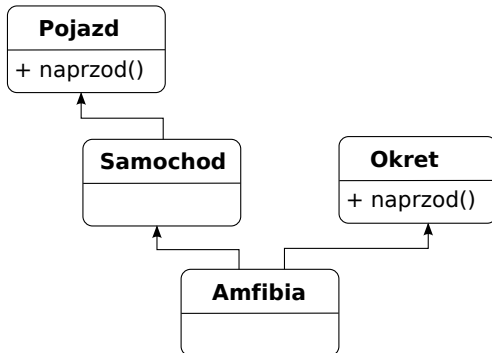 Pojazd
+ naprzod()
Samochod
Okret
+ naprzod()
Amfibia